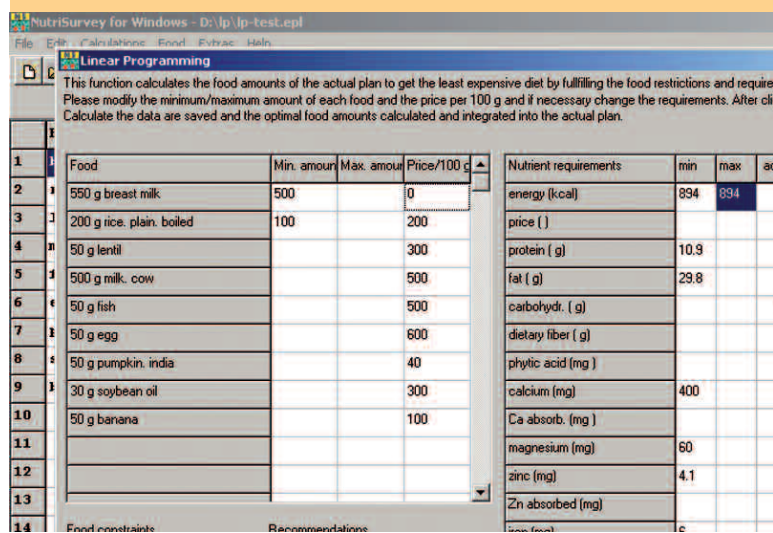 NutriSurvey for Windows - D:\lp\lp-test.epl
File Edit Calculations Food Extras Help
Linear Programming
This function calculates the food amounts of the actual plan to get the least expensive diet by fullfilling the food restrictions and require
Please modify the minimum/maximum amount of each food and the price per 100 g and if necessary change the requirements. After cli
Calculate the data are saved and the optimal food amounts calculated and integrated into the actual plan.
Food Min. amoun Max. amour Price/100 g
550 g breast milk 500 0
200 g rice. plain. boiled 100 200
50 g lentil 300
500 g milk. cow 500
50 g fish 500
50 g egg 600
50 g pumpkin. india 40
30 g soybean oil 300
50 g banana 100
Nutrient requirements min max ac
energy (kcal) 894 894
price ( )
protein ( g) 10.9
fat ( g) 29.8
carbohydr. ( g)
dietary fiber ( g)
phytic acid (mg )
calcium (mg) 400
Ca absorb. (mg )
magnesium (mg) 60
zinc (mg) 4.1
Zn absorbed (mg)
iron (mg) 6
1
2
3
4
5
6
7
8
9
10
11
12
13
14
Food constraints Recommendations